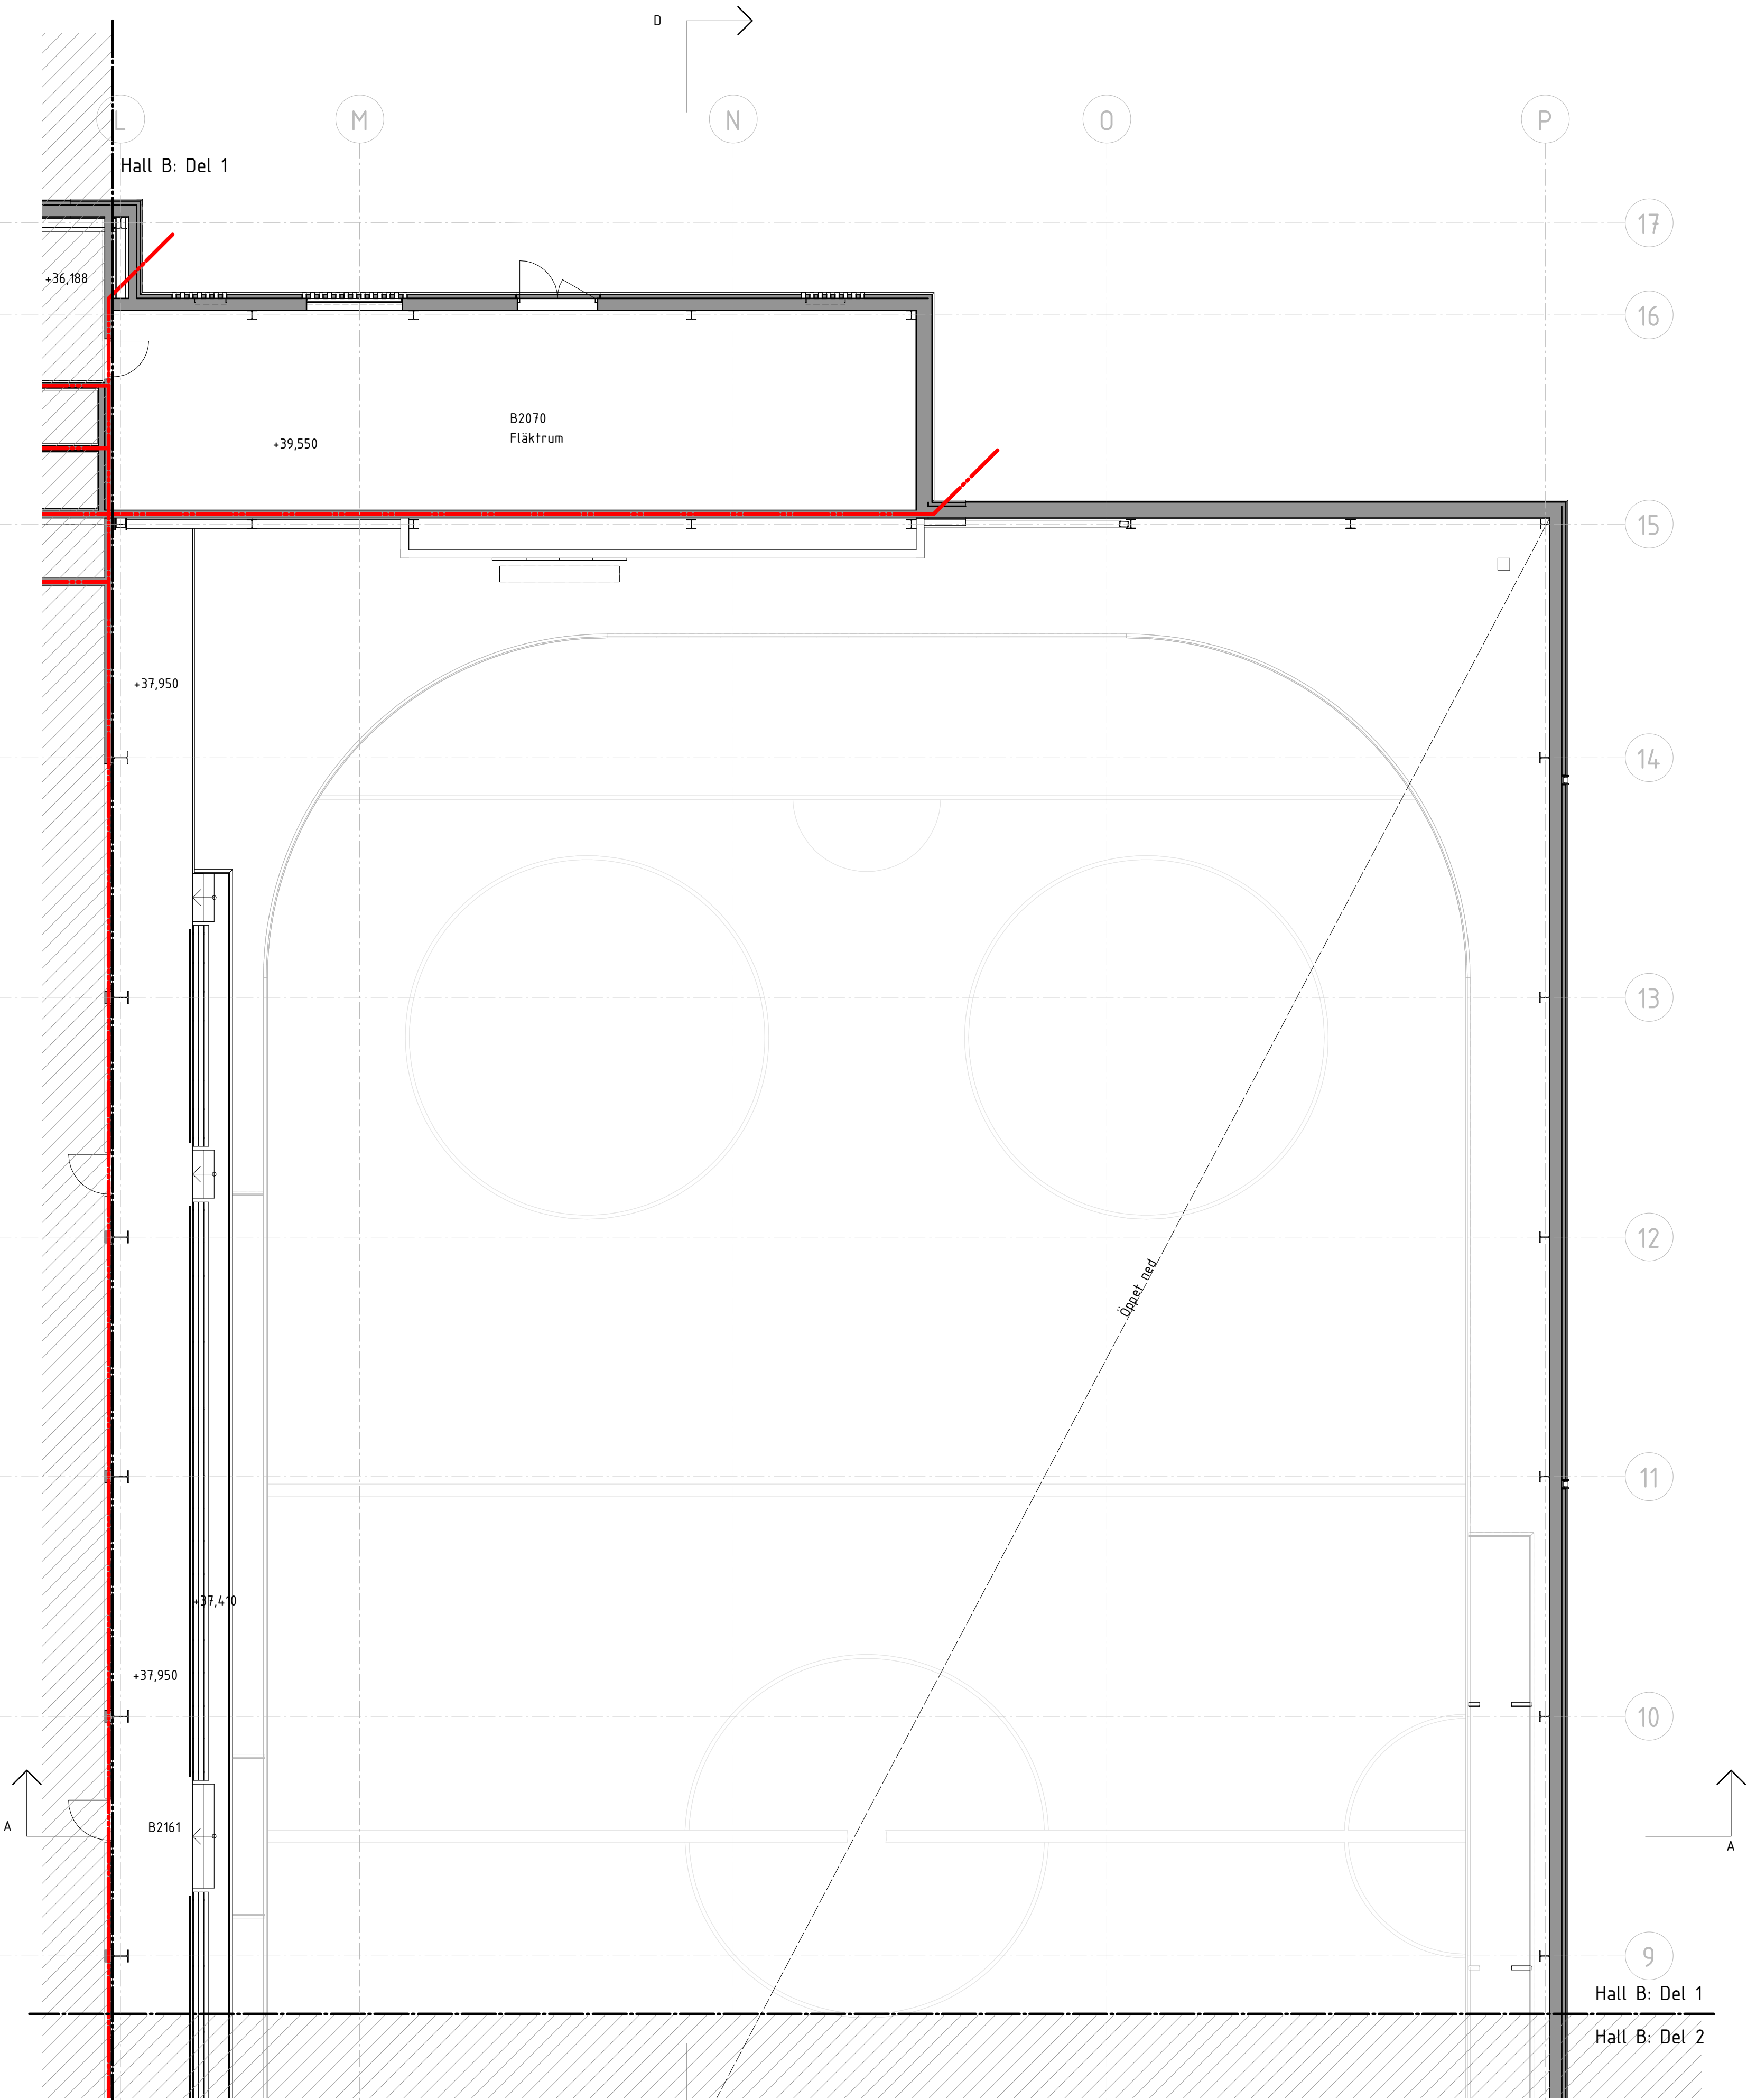 D
L
M
N
O
P
Hall B: Del 1
17
+36,188
16
B2070
Fläktrum
+39,550
15
+37,950
14
13
12
Öppet ned
11
+37,410
+37,950
10
B2161
A
A
9
Hall B: Del 1
Hall B: Del 2